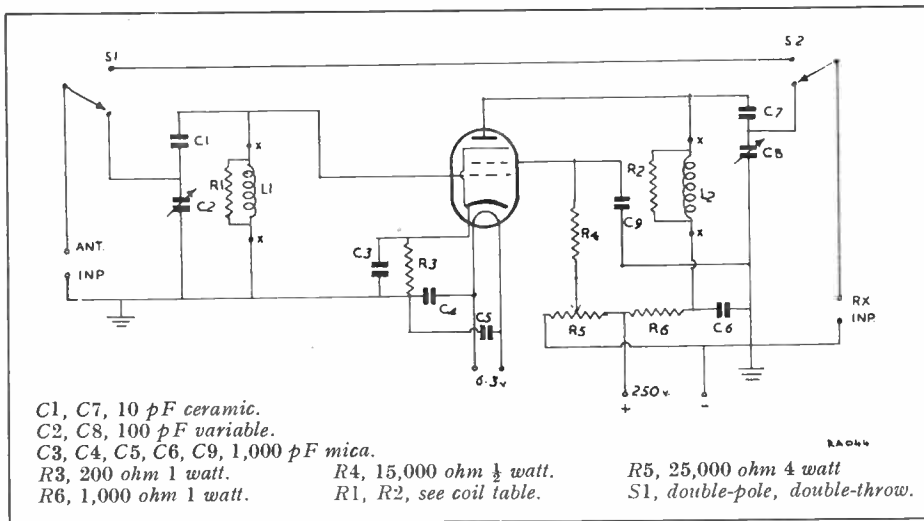 S1
S2
C1
C7
C8
R1
L1
C2
R2
L2
C9
R4
ANT.
INP
C3
R3
C4
C5
R5
R6
C6
RX
INP.
x
x
x
x
6·3v
250v.
+
-
RA044
C1, C7, 10 pF ceramic.
C2, C8, 100 pF variable.
C3, C4, C5, C6, C9, 1,000 pF mica.
R3, 200 ohm 1 watt. R4, 15,000 ohm ½ watt. R5, 25,000 ohm 4 watt
R6, 1,000 ohm 1 watt. R1, R2, see coil table. S1, double-pole, double-throw.